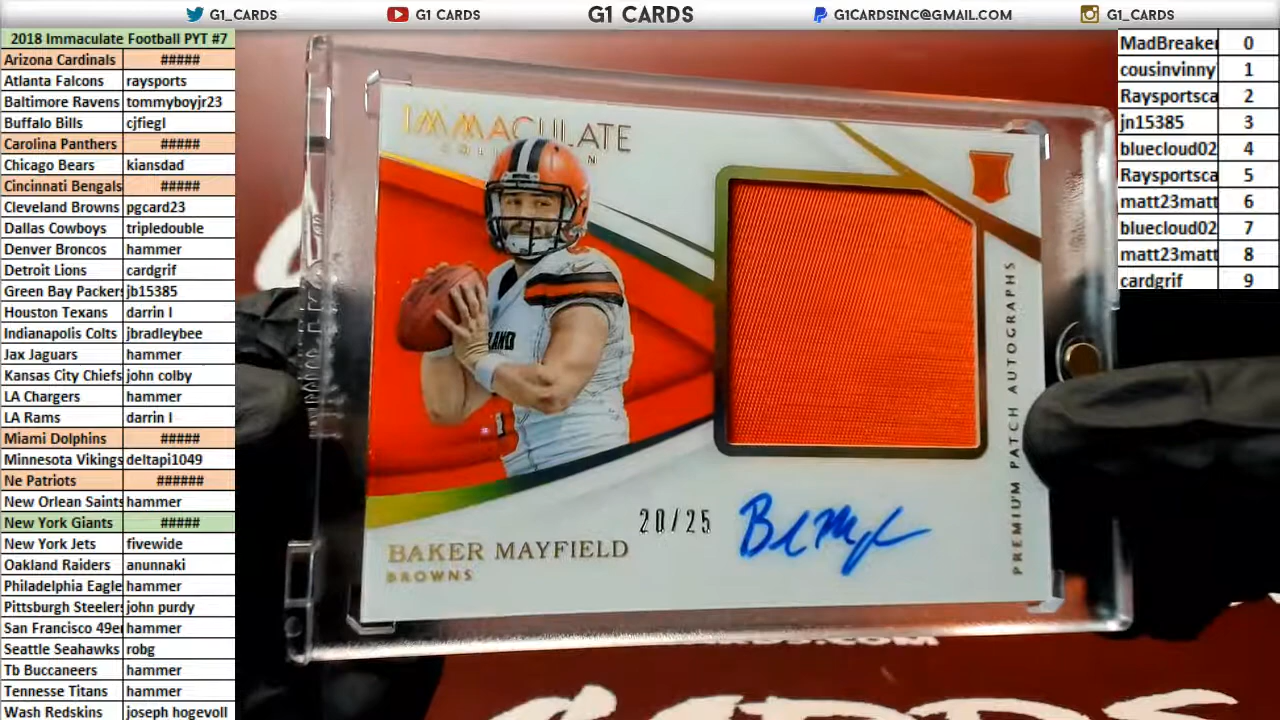 G1_CARDS G1 CARDS G1 CARDS G1CARDSINC@GMAIL.COM G1_CARDS
2018 Immaculate Football PYT #7
Arizona Cardinals #####
Atlanta Falcons raysports
Baltimore Ravens tommyboyjr23
Buffalo Bills cjfiegl
Carolina Panthers #####
Chicago Bears kiansdad
Cincinnati Bengals #####
Cleveland Browns pgcard23
Dallas Cowboys tripledouble
Denver Broncos hammer
Detroit Lions cardgrif
Green Bay Packers jb15385
Houston Texans darrin l
Indianapolis Colts jbradleybee
Jax Jaguars hammer
Kansas City Chiefs john colby
LA Chargers hammer
LA Rams darrin l
Miami Dolphins #####
Minnesota Vikings deltapi1049
Ne Patriots ######
New Orlean Saints hammer
New York Giants #####
New York Jets fivewide
Oakland Raiders anunnaki
Philadelphia Eagle hammer
Pittsburgh Steelers john purdy
San Francisco 49er hammer
Seattle Seahawks robg
Tb Buccaneers hammer
Tennesse Titans hammer
Wash Redskins joseph hogevoll
IMMACULATE
COLLECTION
20/25
BAKER MAYFIELD
BROWNS
PREMIUM PATCH AUTOGRAPHS
MadBreaker 0
cousinvinny 1
Raysportsca 2
jn15385 3
bluecloud02 4
Raysportsca 5
matt23matt 6
bluecloud02 7
matt23matt 8
cardgrif 9